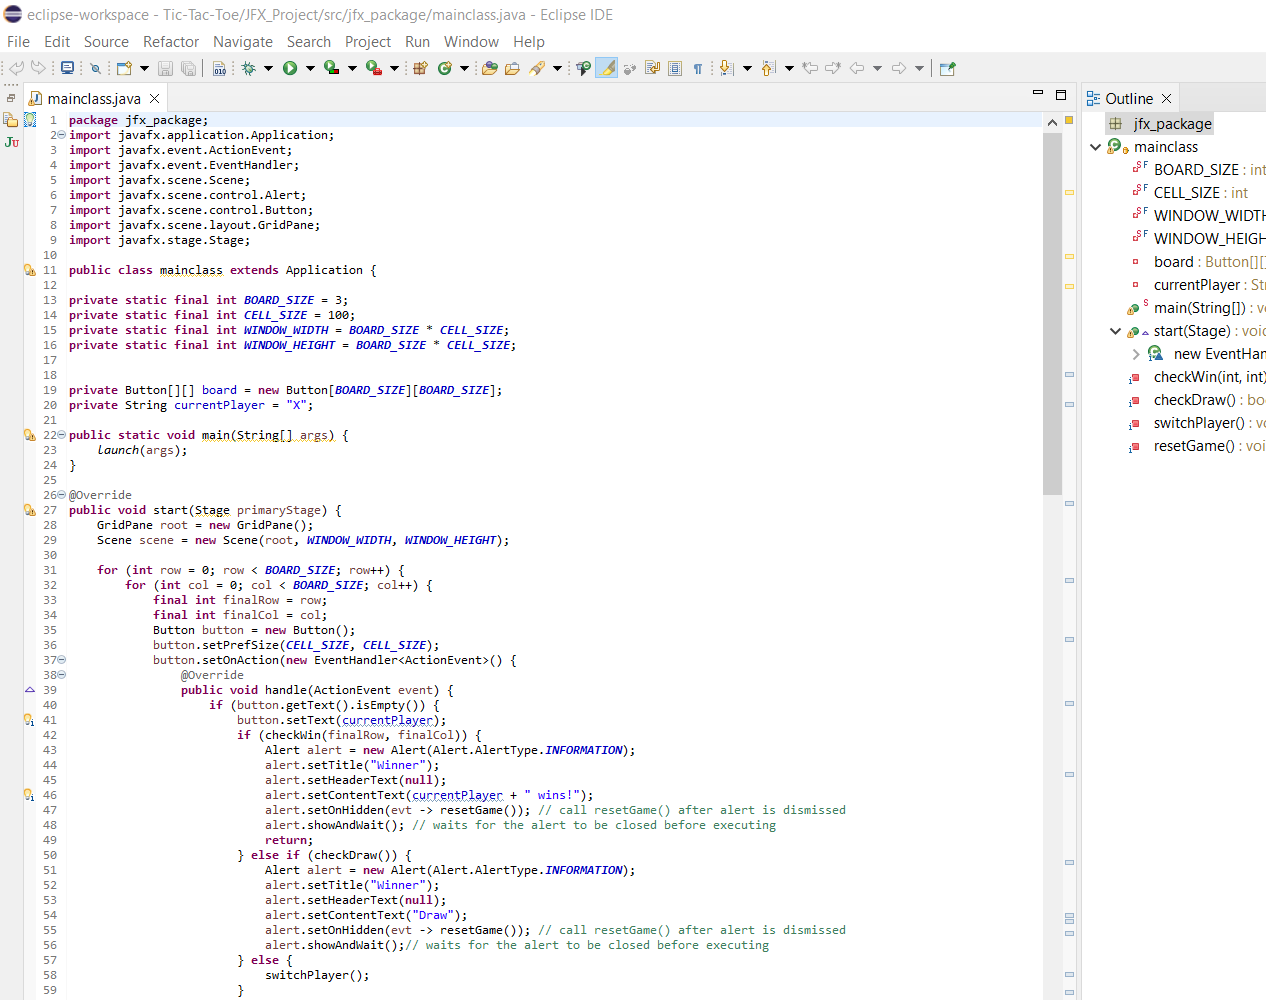 eclipse-workspace - Tic-Tac-Toe/JFX_Project/src/jfx_package/mainclass.java - Eclipse IDE
File Edit Source Refactor Navigate Search Project Run Window Help
mainclass.java
1 package jfx_package;
2 import javafx.application.Application;
3 import javafx.event.ActionEvent;
4 import javafx.event.EventHandler;
5 import javafx.scene.Scene;
6 import javafx.scene.control.Alert;
7 import javafx.scene.control.Button;
8 import javafx.scene.layout.GridPane;
9 import javafx.stage.Stage;
10
11 public class mainclass extends Application {
12
13 private static final int BOARD_SIZE = 3;
14 private static final int CELL_SIZE = 100;
15 private static final int WINDOW_WIDTH = BOARD_SIZE * CELL_SIZE;
16 private static final int WINDOW_HEIGHT = BOARD_SIZE * CELL_SIZE;
17
18
19 private Button[][] board = new Button[BOARD_SIZE][BOARD_SIZE];
20 private String currentPlayer = "X";
21
22 public static void main(String[] args) {
23     launch(args);
24 }
25
26 @Override
27 public void start(Stage primaryStage) {
28     GridPane root = new GridPane();
29     Scene scene = new Scene(root, WINDOW_WIDTH, WINDOW_HEIGHT);
30
31     for (int row = 0; row < BOARD_SIZE; row++) {
32         for (int col = 0; col < BOARD_SIZE; col++) {
33             final int finalRow = row;
34             final int finalCol = col;
35             Button button = new Button();
36             button.setPrefSize(CELL_SIZE, CELL_SIZE);
37             button.setOnAction(new EventHandler<ActionEvent>() {
38                 @Override
39                 public void handle(ActionEvent event) {
40                     if (button.getText().isEmpty()) {
41                         button.setText(currentPlayer);
42                         if (checkWin(finalRow, finalCol)) {
43                             Alert alert = new Alert(Alert.AlertType.INFORMATION);
44                             alert.setTitle("Winner");
45                             alert.setHeaderText(null);
46                             alert.setContentText(currentPlayer + " wins!");
47                             alert.setOnHidden(evt -> resetGame()); // call resetGame() after alert is dismissed
48                             alert.showAndWait(); // waits for the alert to be closed before executing
49                             return;
50                         } else if (checkDraw()) {
51                             Alert alert = new Alert(Alert.AlertType.INFORMATION);
52                             alert.setTitle("Winner");
53                             alert.setHeaderText(null);
54                             alert.setContentText("Draw");
55                             alert.setOnHidden(evt -> resetGame()); // call resetGame() after alert is dismissed
56                             alert.showAndWait();// waits for the alert to be closed before executing
57                         } else {
58                             switchPlayer();
59                         }
Outline
jfx_package
mainclass
BOARD_SIZE : int
CELL_SIZE : int
WINDOW_WIDTH
WINDOW_HEIGH
board : Button[][]
currentPlayer : Str
main(String[]) : vo
start(Stage) : void
new EventHan
checkWin(int, int)
checkDraw() : boo
switchPlayer() : vo
resetGame() : voi